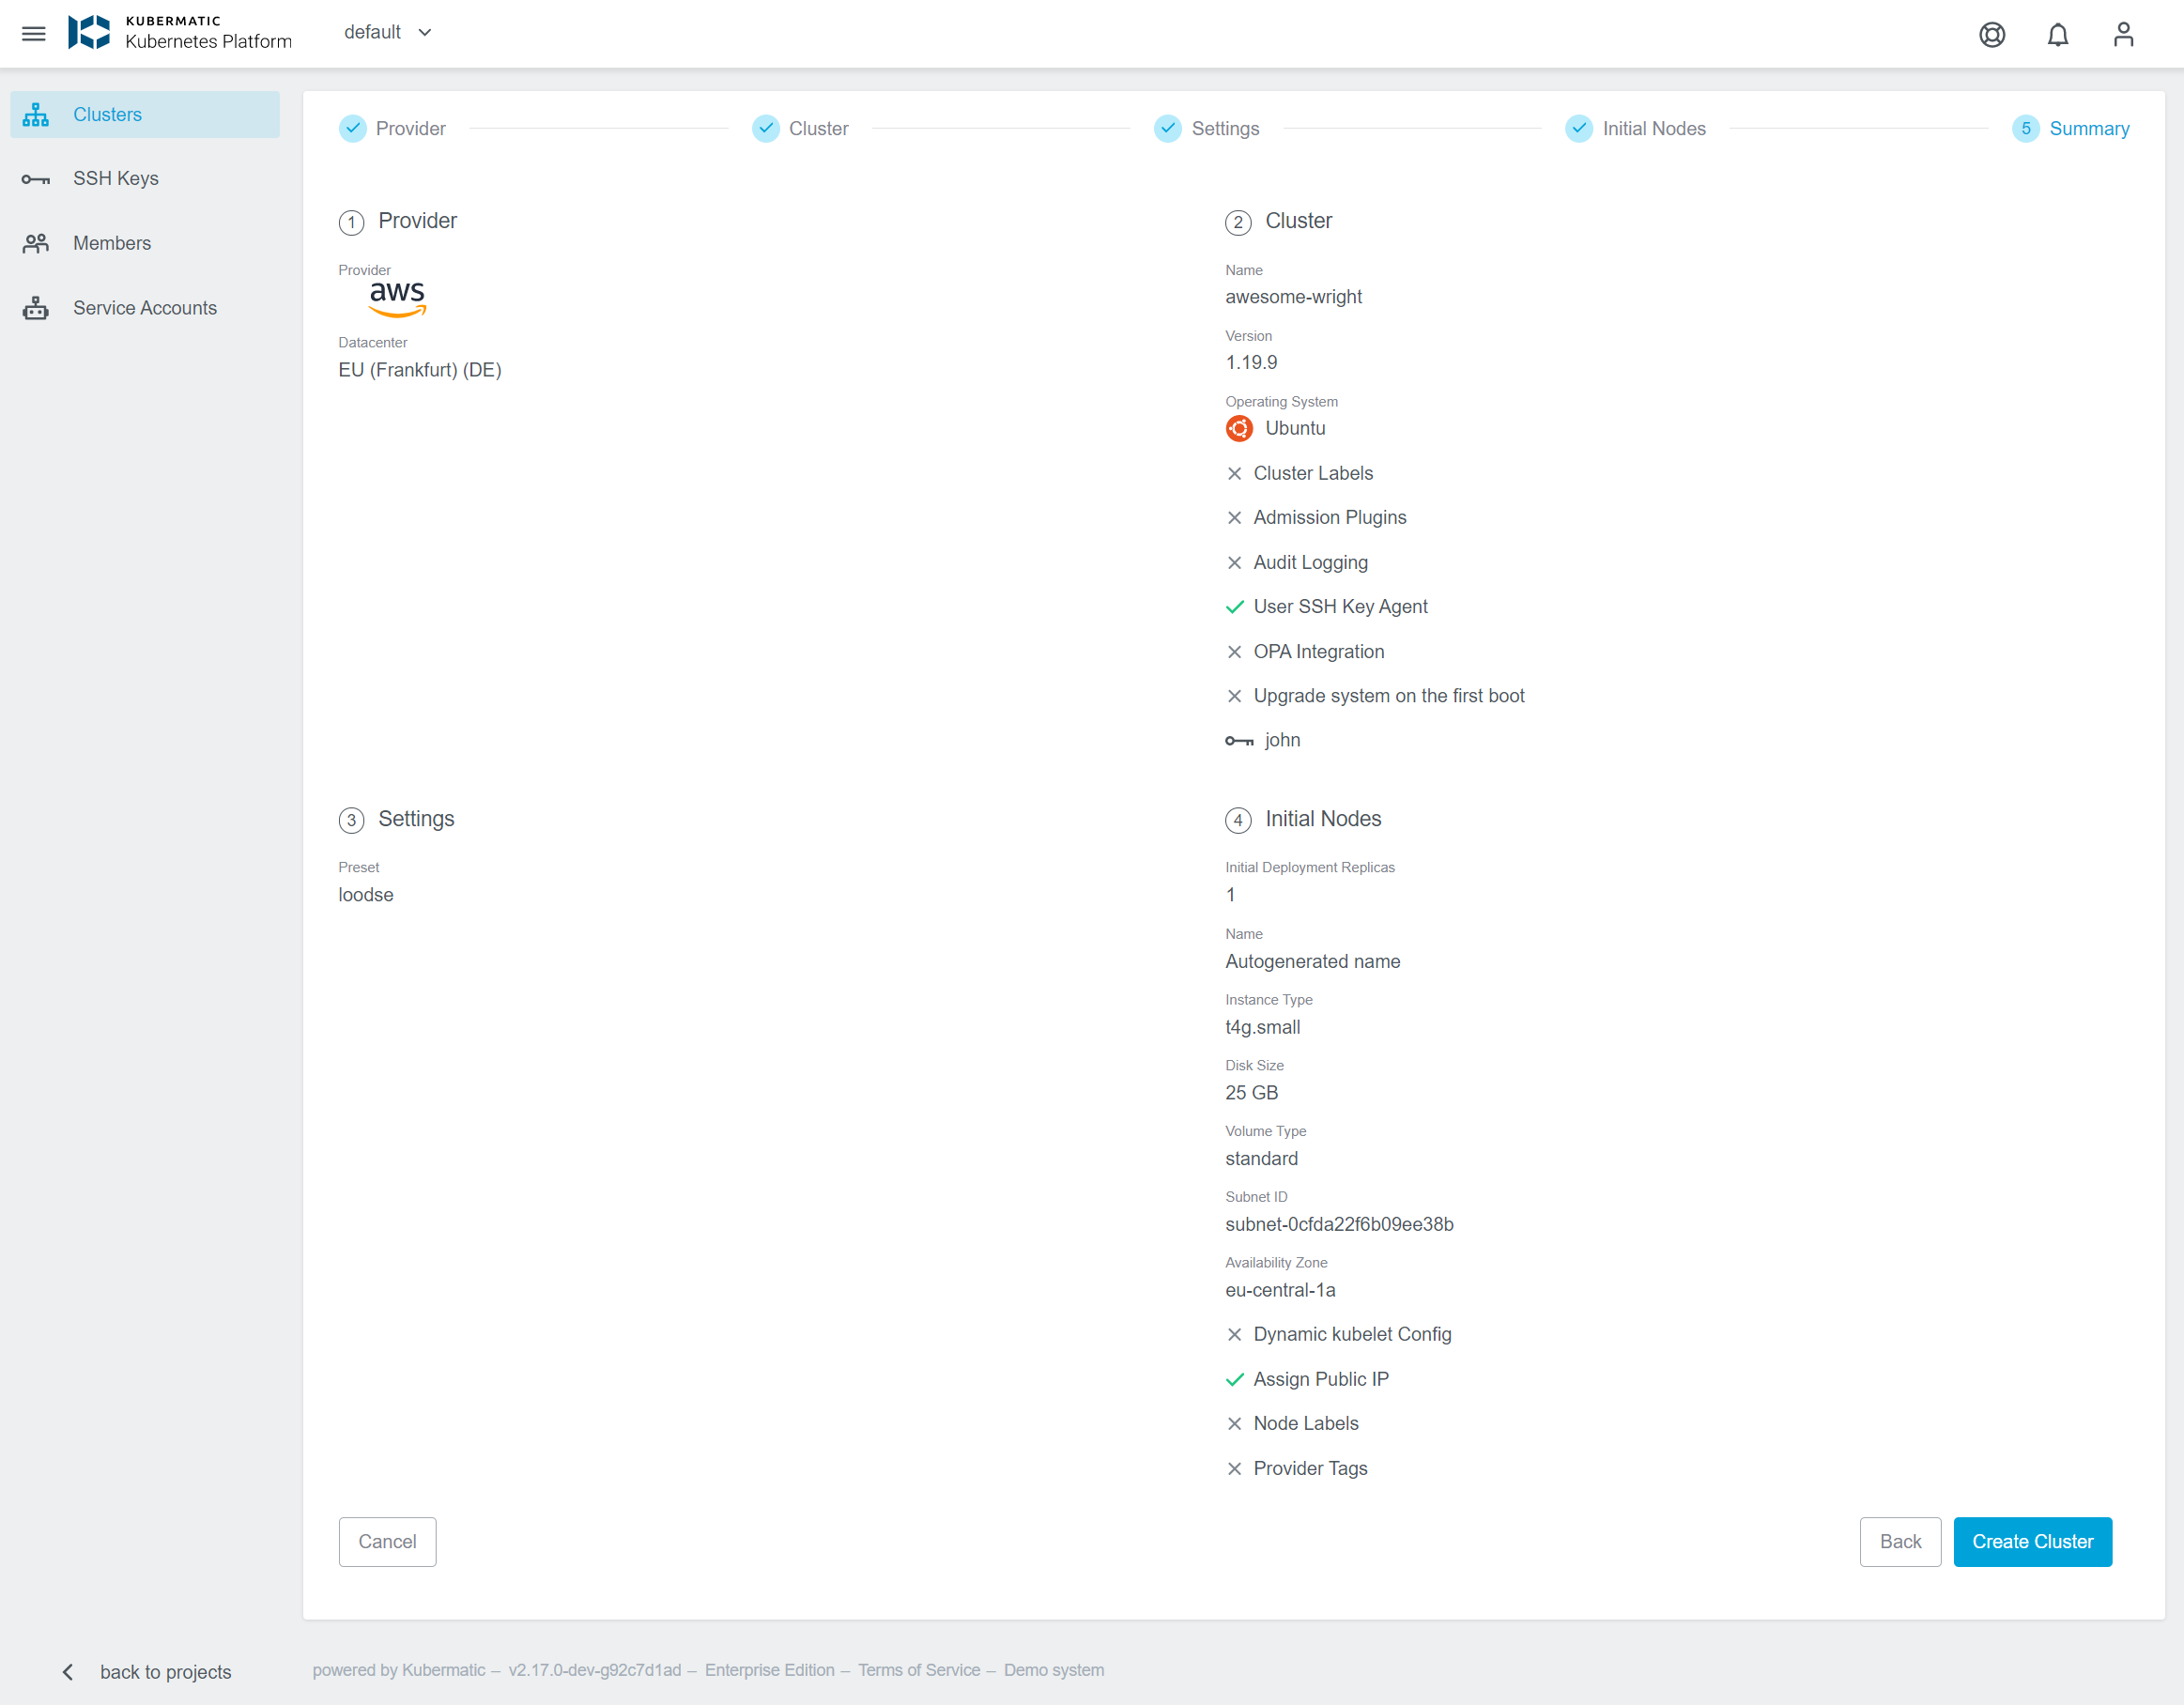 KUBERMATIC
Kubernetes Platform
default
Clusters
SSH Keys
Members
Service Accounts
Provider
Cluster
Settings
Initial Nodes
5 Summary
1 Provider
Provider
aws
Datacenter
EU (Frankfurt) (DE)
2 Cluster
Name
awesome-wright
Version
1.19.9
Operating System
Ubuntu
Cluster Labels
Admission Plugins
Audit Logging
User SSH Key Agent
OPA Integration
Upgrade system on the first boot
john
3 Settings
Preset
loodse
4 Initial Nodes
Initial Deployment Replicas
1
Name
Autogenerated name
Instance Type
t4g.small
Disk Size
25 GB
Volume Type
standard
Subnet ID
subnet-0cfda22f6b09ee38b
Availability Zone
eu-central-1a
Dynamic kubelet Config
Assign Public IP
Node Labels
Provider Tags
Cancel
Back
Create Cluster
back to projects
powered by Kubermatic – v2.17.0-dev-g92c7d1ad – Enterprise Edition – Terms of Service – Demo system